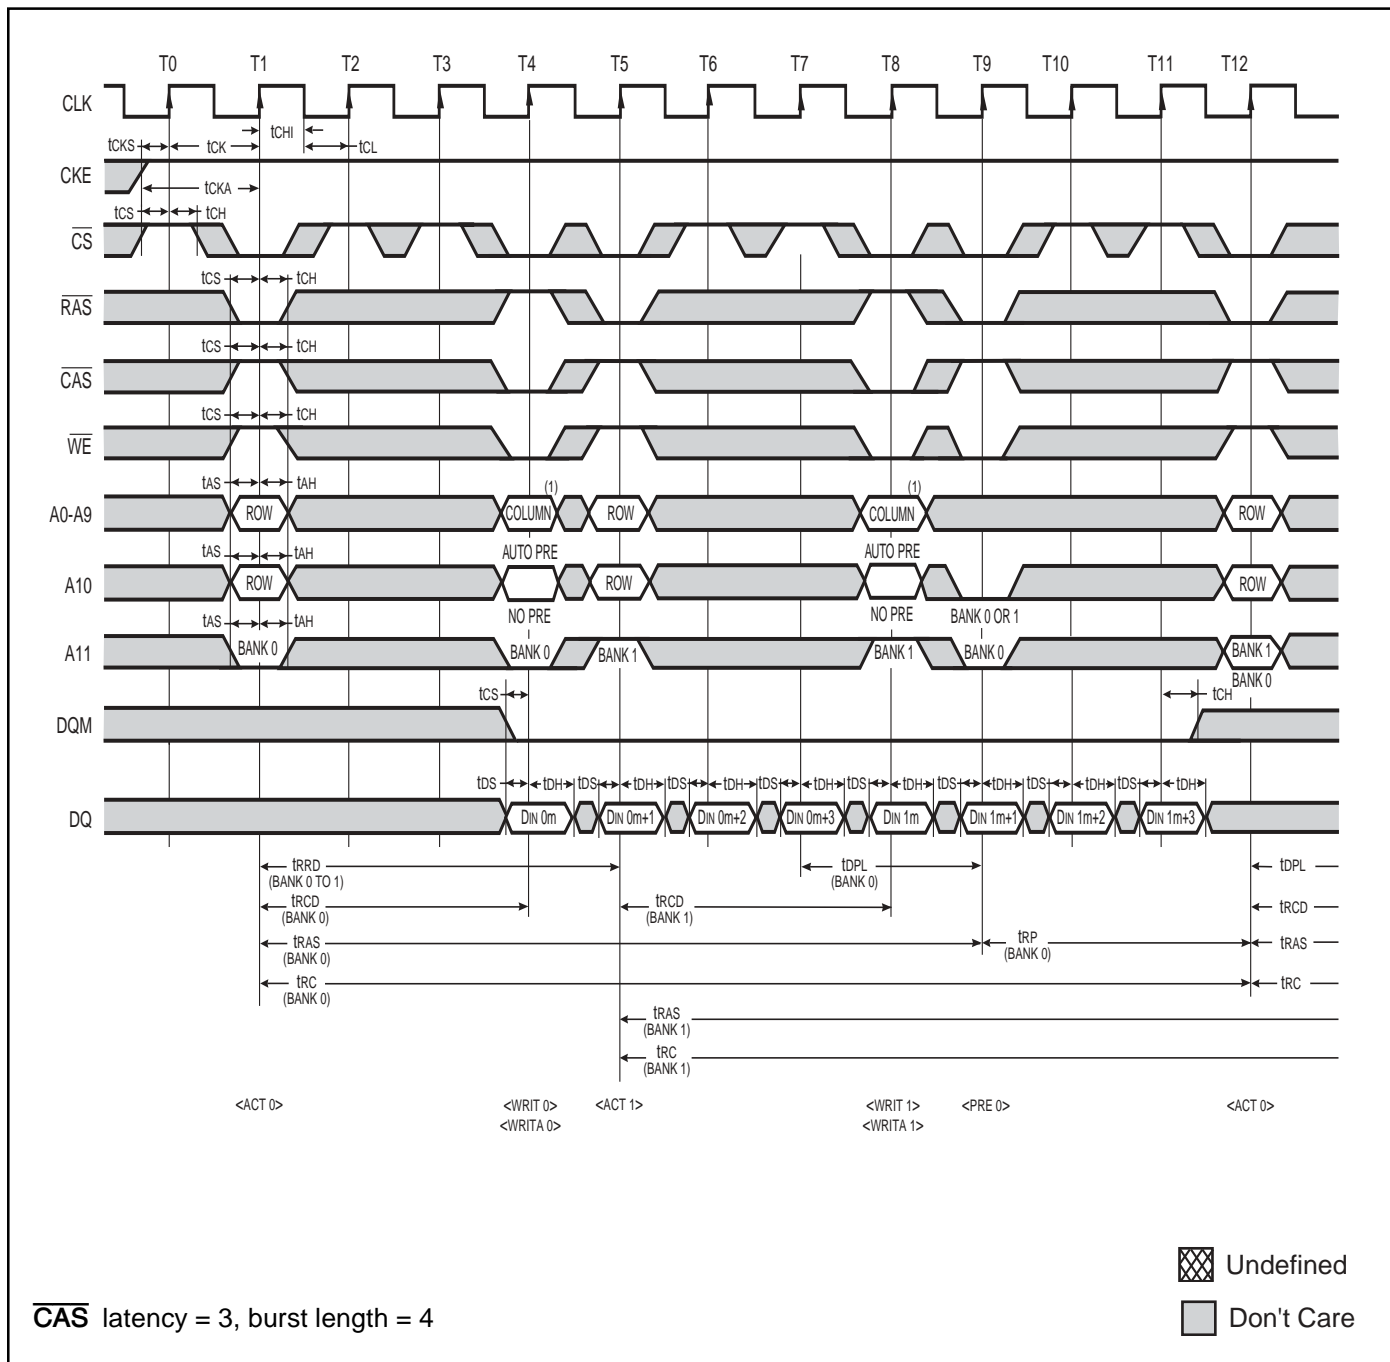 T0 T1 T2 T3 T4 T5 T6 T7 T8 T9 T10 T11 T12
CLK
tCHI
tCKS tCK tCL
CKE
tCKA
tCS tCH
CS
tCS tCH
RAS
tCS tCH
CAS
tCS tCH
WE
tAS tAH (1) (1)
A0-A9 ROW COLUMN ROW COLUMN ROW
tAS tAH AUTO PRE AUTO PRE
A10 ROW ROW ROW
NO PRE NO PRE BANK 0 OR 1
tAS tAH
A11 BANK 0 BANK 0 BANK 1 BANK 1 BANK 0 BANK 1
BANK 0
tCS tCH
DQM
tDS tDH tDS tDH tDS tDH tDS tDH tDS tDH tDS tDH tDS tDH tDS tDH
DQ DIN 0m DIN 0m+1 DIN 0m+2 DIN 0m+3 DIN 1m DIN 1m+1 DIN 1m+2 DIN 1m+3
tRRD tDPL tDPL
(BANK 0 TO 1) (BANK 0)
tRCD tRCD tRCD
(BANK 0) (BANK 1)
tRAS tRP tRAS
(BANK 0) (BANK 0)
tRC tRC
(BANK 0)
tRAS
(BANK 1)
tRC
(BANK 1)
<ACT 0> <WRIT 0> <ACT 1> <WRIT 1> <PRE 0> <ACT 0>
<WRITA 0> <WRITA 1>
Undefined
CAS latency = 3, burst length = 4
Don't Care